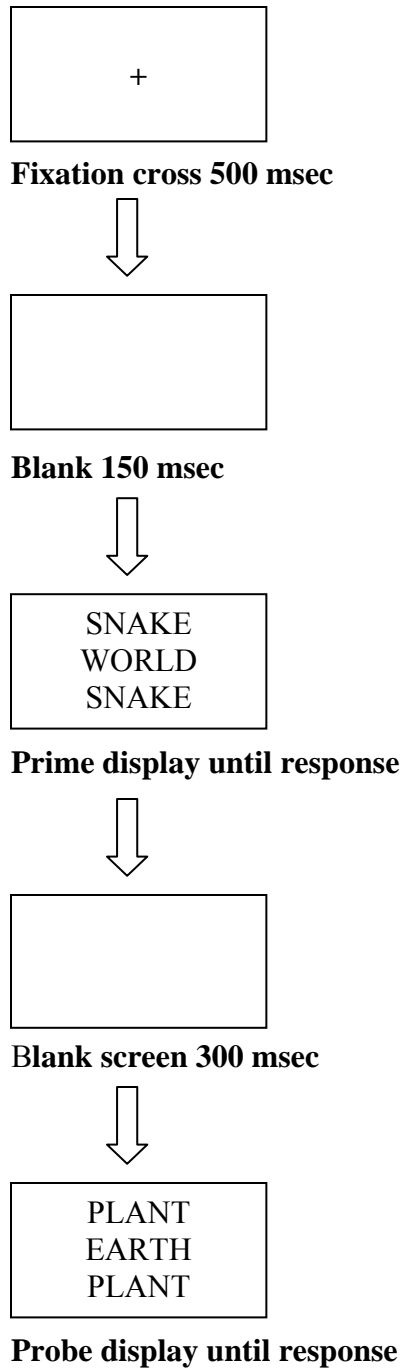 +
Fixation cross 500 msec
Blank 150 msec
SNAKE
WORLD
SNAKE
Prime display until response
Blank screen 300 msec
PLANT
EARTH
PLANT
Probe display until response